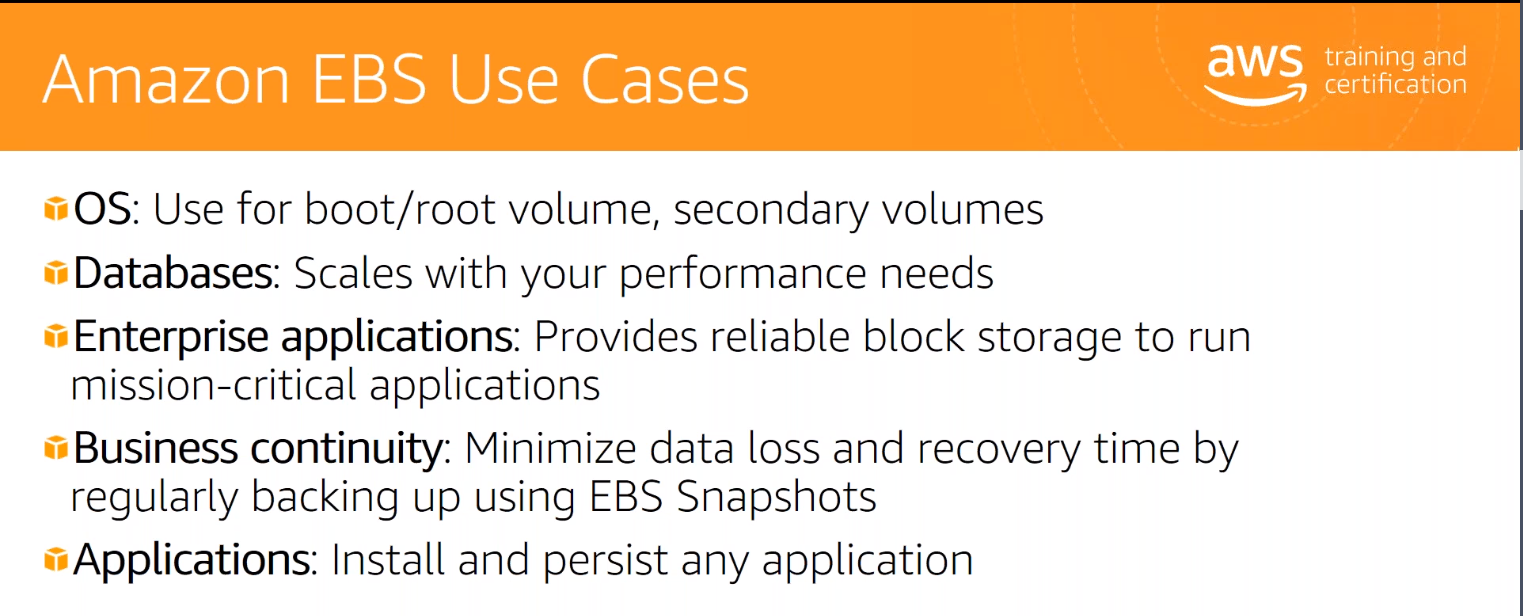 Amazon EBS Use Cases
aws training and
certification
OS: Use for boot/root volume, secondary volumes
Databases: Scales with your performance needs
Enterprise applications: Provides reliable block storage to run
mission-critical applications
Business continuity: Minimize data loss and recovery time by
regularly backing up using EBS Snapshots
Applications: Install and persist any application